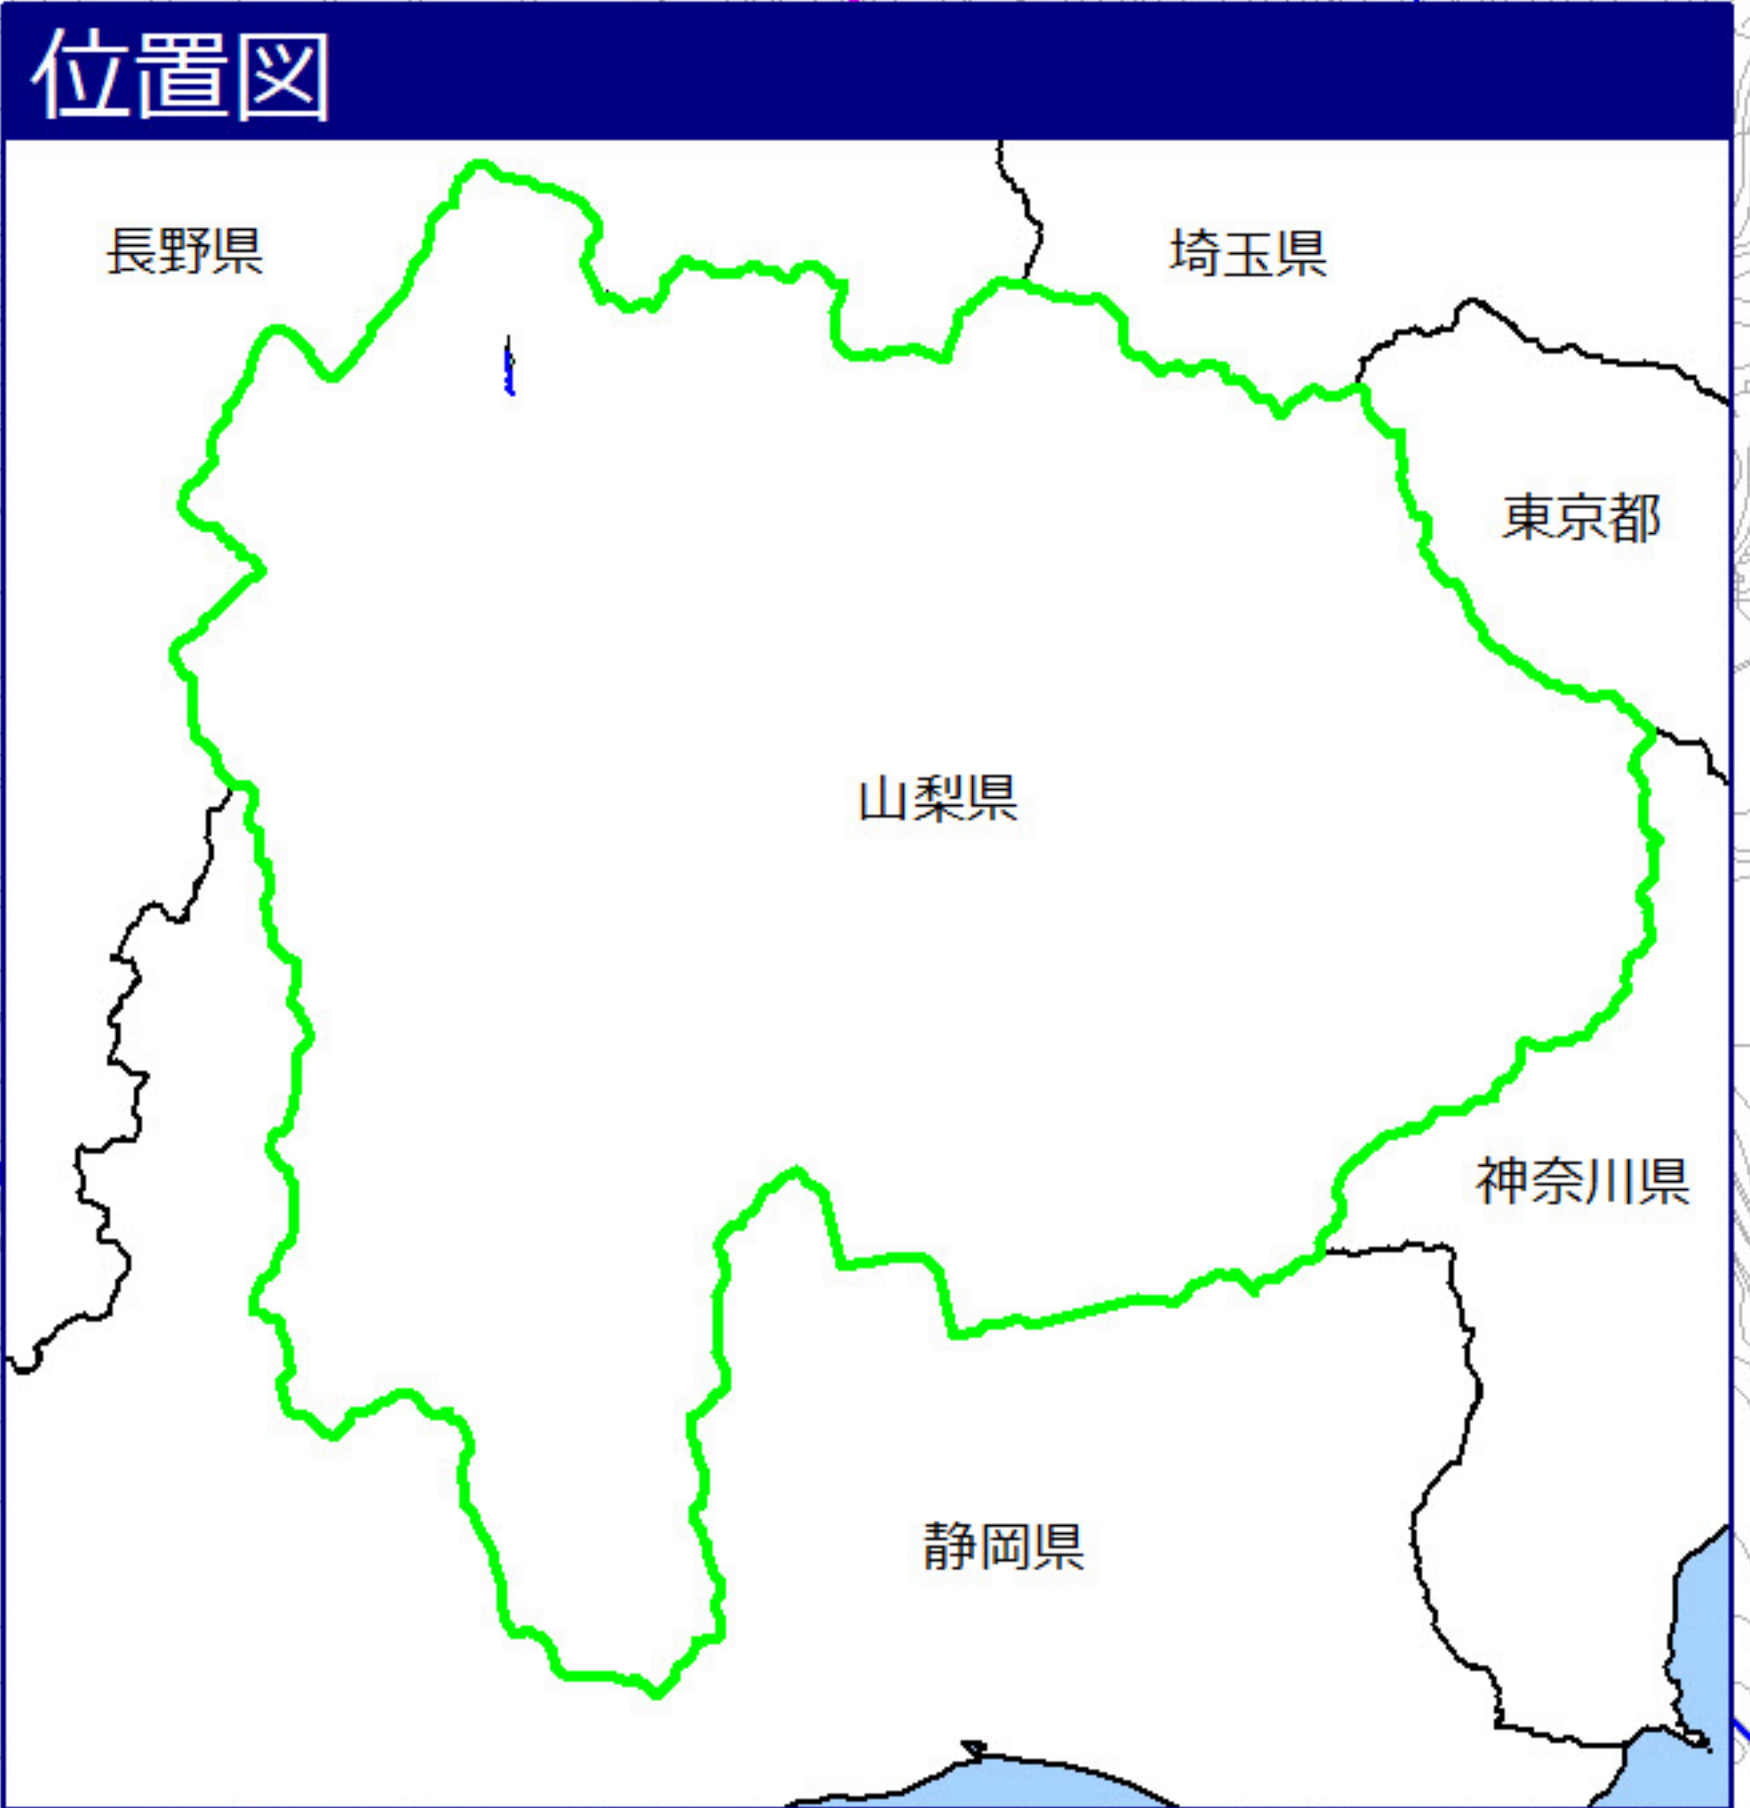 位置図
長野県
埼玉県
東京都
山梨県
神奈川県
静岡県